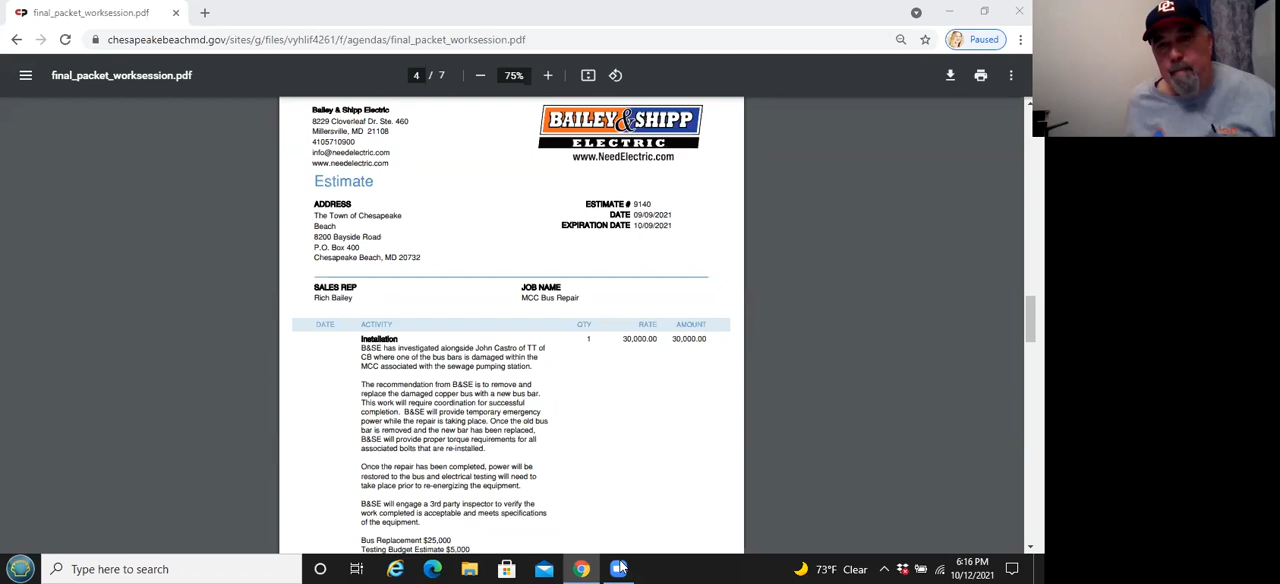 final_packet_worksession.pdf
chesapeakebeachmd.gov/sites/g/files/vyhlif4261/f/agendas/final_packet_worksession.pdf
Paused
final_packet_worksession.pdf
4 / 7
75%
Bailey & Shipp Electric
8229 Cloverleaf Dr. Ste. 460
Millersville, MD 21108
4105710900
info@needelectric.com
www.needelectric.com
BAILEY & SHIPP
ELECTRIC
www.NeedElectric.com
Estimate
ADDRESS
The Town of Chesapeake
Beach
8200 Bayside Road
P.O. Box 400
Chesapeake Beach, MD 20732
ESTIMATE # 9140
DATE 09/09/2021
EXPIRATION DATE 10/09/2021
SALES REP
Rich Bailey
JOB NAME
MCC Bus Repair
DATE ACTIVITY QTY RATE AMOUNT
Installation 1 30,000.00 30,000.00
B&SE has investigated alongside John Castro of TT of
CB where one of the bus bars is damaged within the
MCC associated with the sewage pumping station.
The recommendation from B&SE is to remove and
replace the damaged copper bus with a new bus bar.
This work will require coordination for successful
completion. B&SE will provide temporary emergency
power while the repair is taking place. Once the old bus
bar is removed and the new bar has been replaced,
B&SE will provide proper torque requirements for all
associated bolts that are re-installed.
Once the repair has been completed, power will be
restored to the bus and electrical testing will need to
take place prior to re-energizing the equipment.
B&SE will engage a 3rd party inspector to verify the
work completed is acceptable and meets specifications
of the equipment.
Bus Replacement $25,000
Testing Budget Estimate $5,000
Type here to search
73°F Clear
6:16 PM
10/12/2021